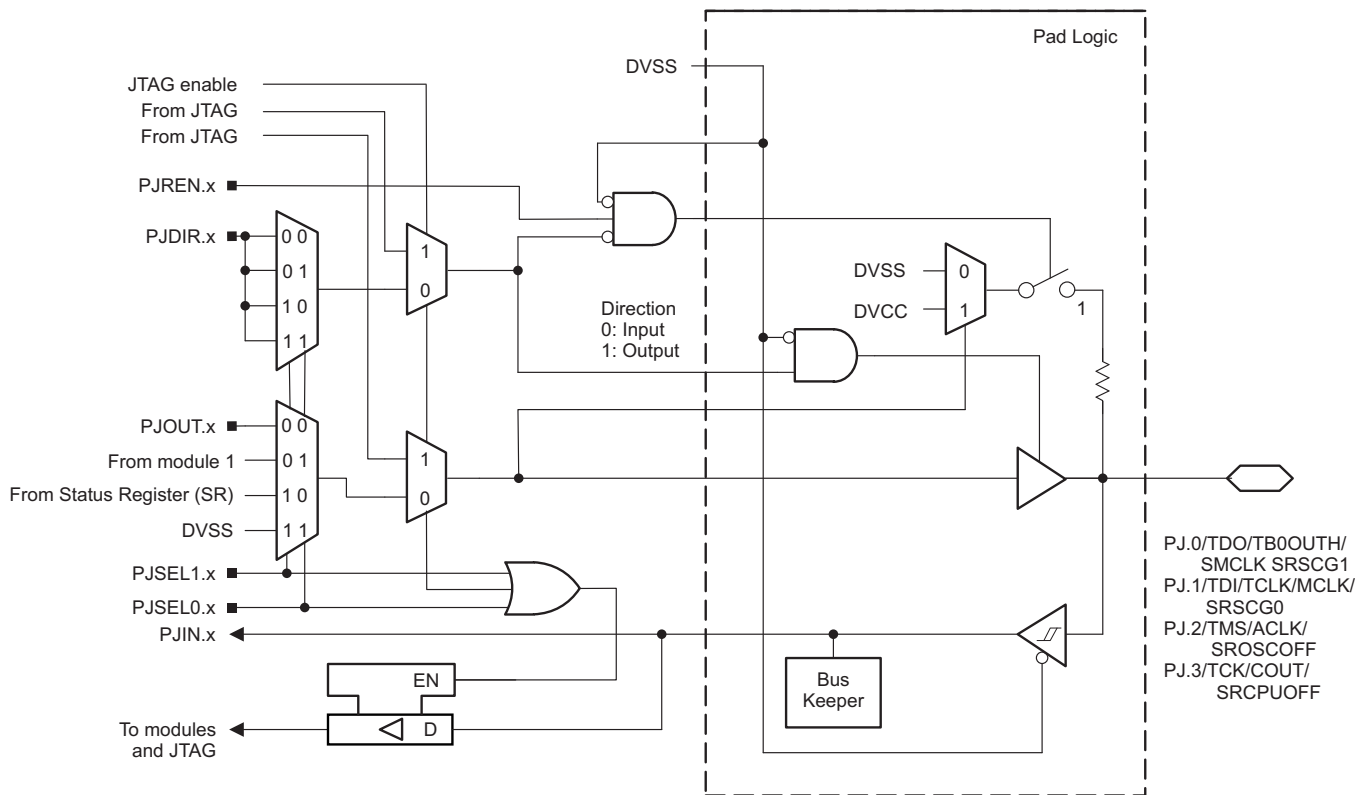 Pad Logic
DVSS
JTAG enable
From JTAG
From JTAG
PJREN.x
PJDIR.x
0 0
0 1
1 0
1 1
1
0
Direction
0: Input
1: Output
DVSS
DVCC
0
1
1
PJOUT.x
From module 1
From Status Register (SR)
DVSS
0 0
0 1
1 0
1 1
1
0
PJSEL1.x
PJSEL0.x
PJIN.x
EN
D
To modules
and JTAG
Bus
Keeper
PJ.0/TDO/TB0OUTH/
SMCLK SRSCG1
PJ.1/TDI/TCLK/MCLK/
SRSCG0
PJ.2/TMS/ACLK/
SROSCOFF
PJ.3/TCK/COUT/
SRCPUOFF